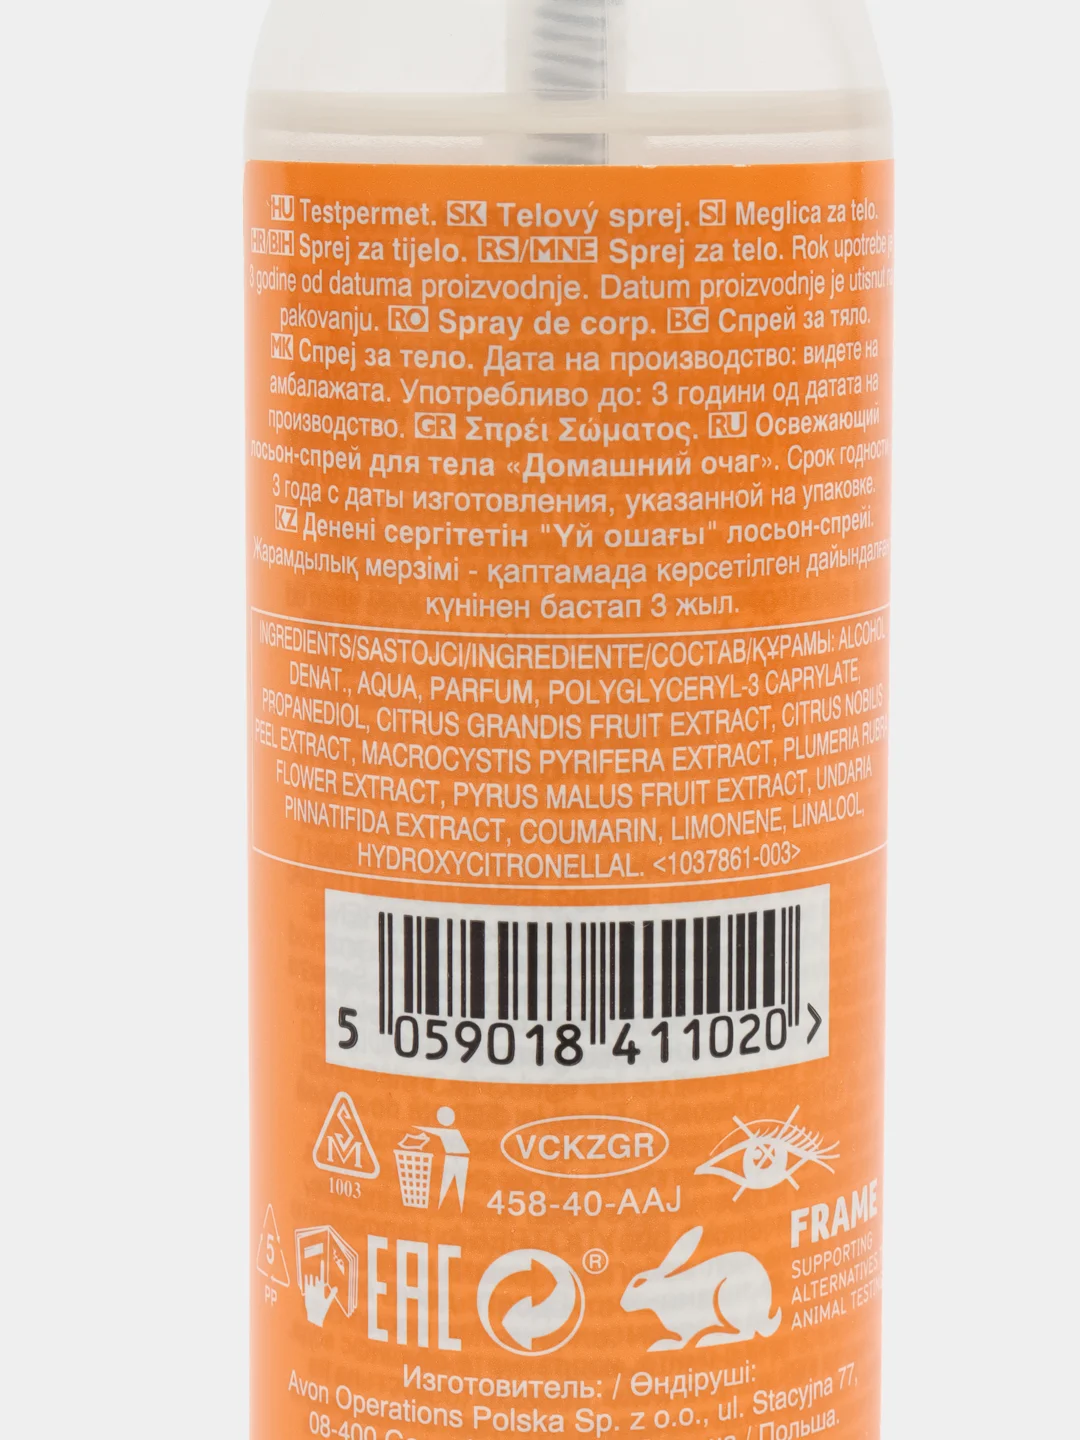 HU Testpermet. SK Telový sprej. SI Meglica za telo.
HR/BIH Sprej za tijelo. RS/MNE Sprej za telo. Rok upotrebe je
3 godine od datuma proizvodnje. Datum proizvodnje je utisnut na
pakovanju. RO Spray de corp. BG Спрей за тяло.
MK Спреј за тело. Дата на производство: видете на
амбалажата. Употребливо до: 3 години од датата на
производство. GR Σπρέι Σώματος. RU Освежающий
лосьон-спрей для тела «Домашний очаг». Срок годности
3 года с даты изготовления, указанной на упаковке.
KZ Денені сергітетін "Үй ошағы" лосьон-спрейі.
Жарамдылық мерзімі - қаптамада көрсетілген дайындалған
күнінен бастап 3 жыл.
INGREDIENTS/SASTOJCI/INGREDIENTE/СОСТАВ/ҚҰРАМЫ: ALCOHOL
DENAT., AQUA, PARFUM, POLYGLYCERYL-3 CAPRYLATE,
PROPANEDIOL, CITRUS GRANDIS FRUIT EXTRACT, CITRUS NOBILIS
PEEL EXTRACT, MACROCYSTIS PYRIFERA EXTRACT, PLUMERIA RUBRA
FLOWER EXTRACT, PYRUS MALUS FRUIT EXTRACT, UNDARIA
PINNATIFIDA EXTRACT, COUMARIN, LIMONENE, LINALOOL,
HYDROXYCITRONELLAL. <1037861-003>
5 059018 411020 >
1003
VCKZGR
458-40-AAJ
5
PP
EAC
®
FRAME
SUPPORTING
ALTERNATIVES
ANIMAL TESTING
Изготовитель: / Өндіруші:
Avon Operations Polska Sp. z o.o., ul. Stacyjna 77,
08-400 / Польша.